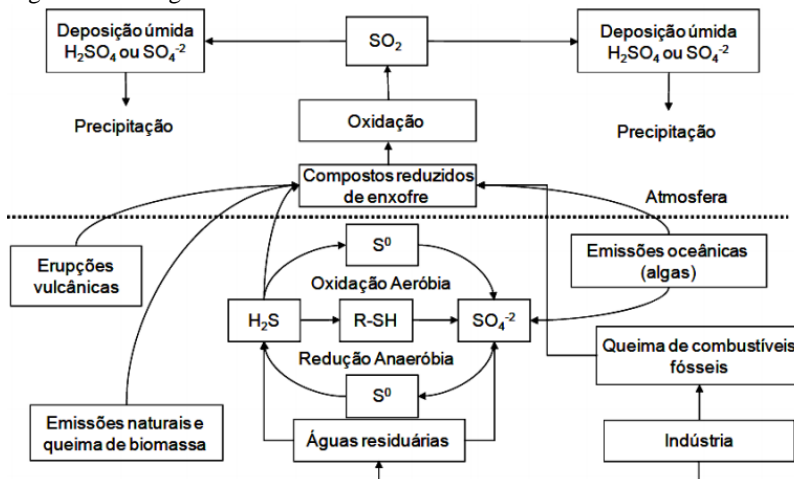 Deposição úmida
H₂SO₄ ou SO₄⁻²
SO₂
Deposição úmida
H₂SO₄ ou SO₄⁻²
Precipitação
Oxidação
Precipitação
Compostos reduzidos
de enxofre
Atmosfera
Erupções
vulcânicas
S⁰
Emissões oceânicas
(algas)
Oxidação Aeróbia
H₂S
R-SH
SO₄⁻²
Redução Anaeróbia
Queima de combustíveis
fósseis
S⁰
Emissões naturais e
queima de biomassa
Águas residuárias
Indústria